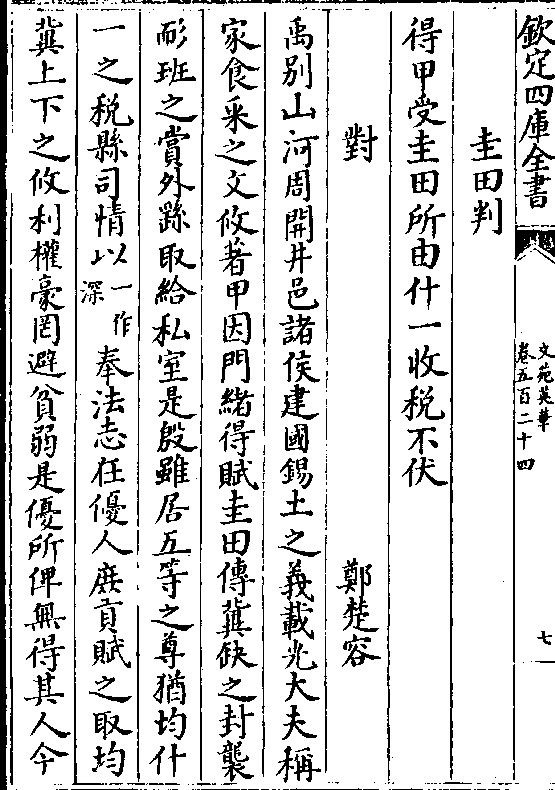 欽定四庫全書
文苑英華
卷五百二十四
七
圭田判
得甲受圭田所由什一收税不伏
對 鄭楚容
禹别山河周開井邑諸侯建國錫土之義載光大夫稱
家食采之文攸著甲因門緒得賦圭田傳冀缺之封襲
郕班之賞外踈取給私室是殷雖居五等之尊猶均什
一之税縣司情以一作深奉法志在優人庶貢賦之取均
冀上下之攸利權豪罔避貧弱是優所俾無得其人今